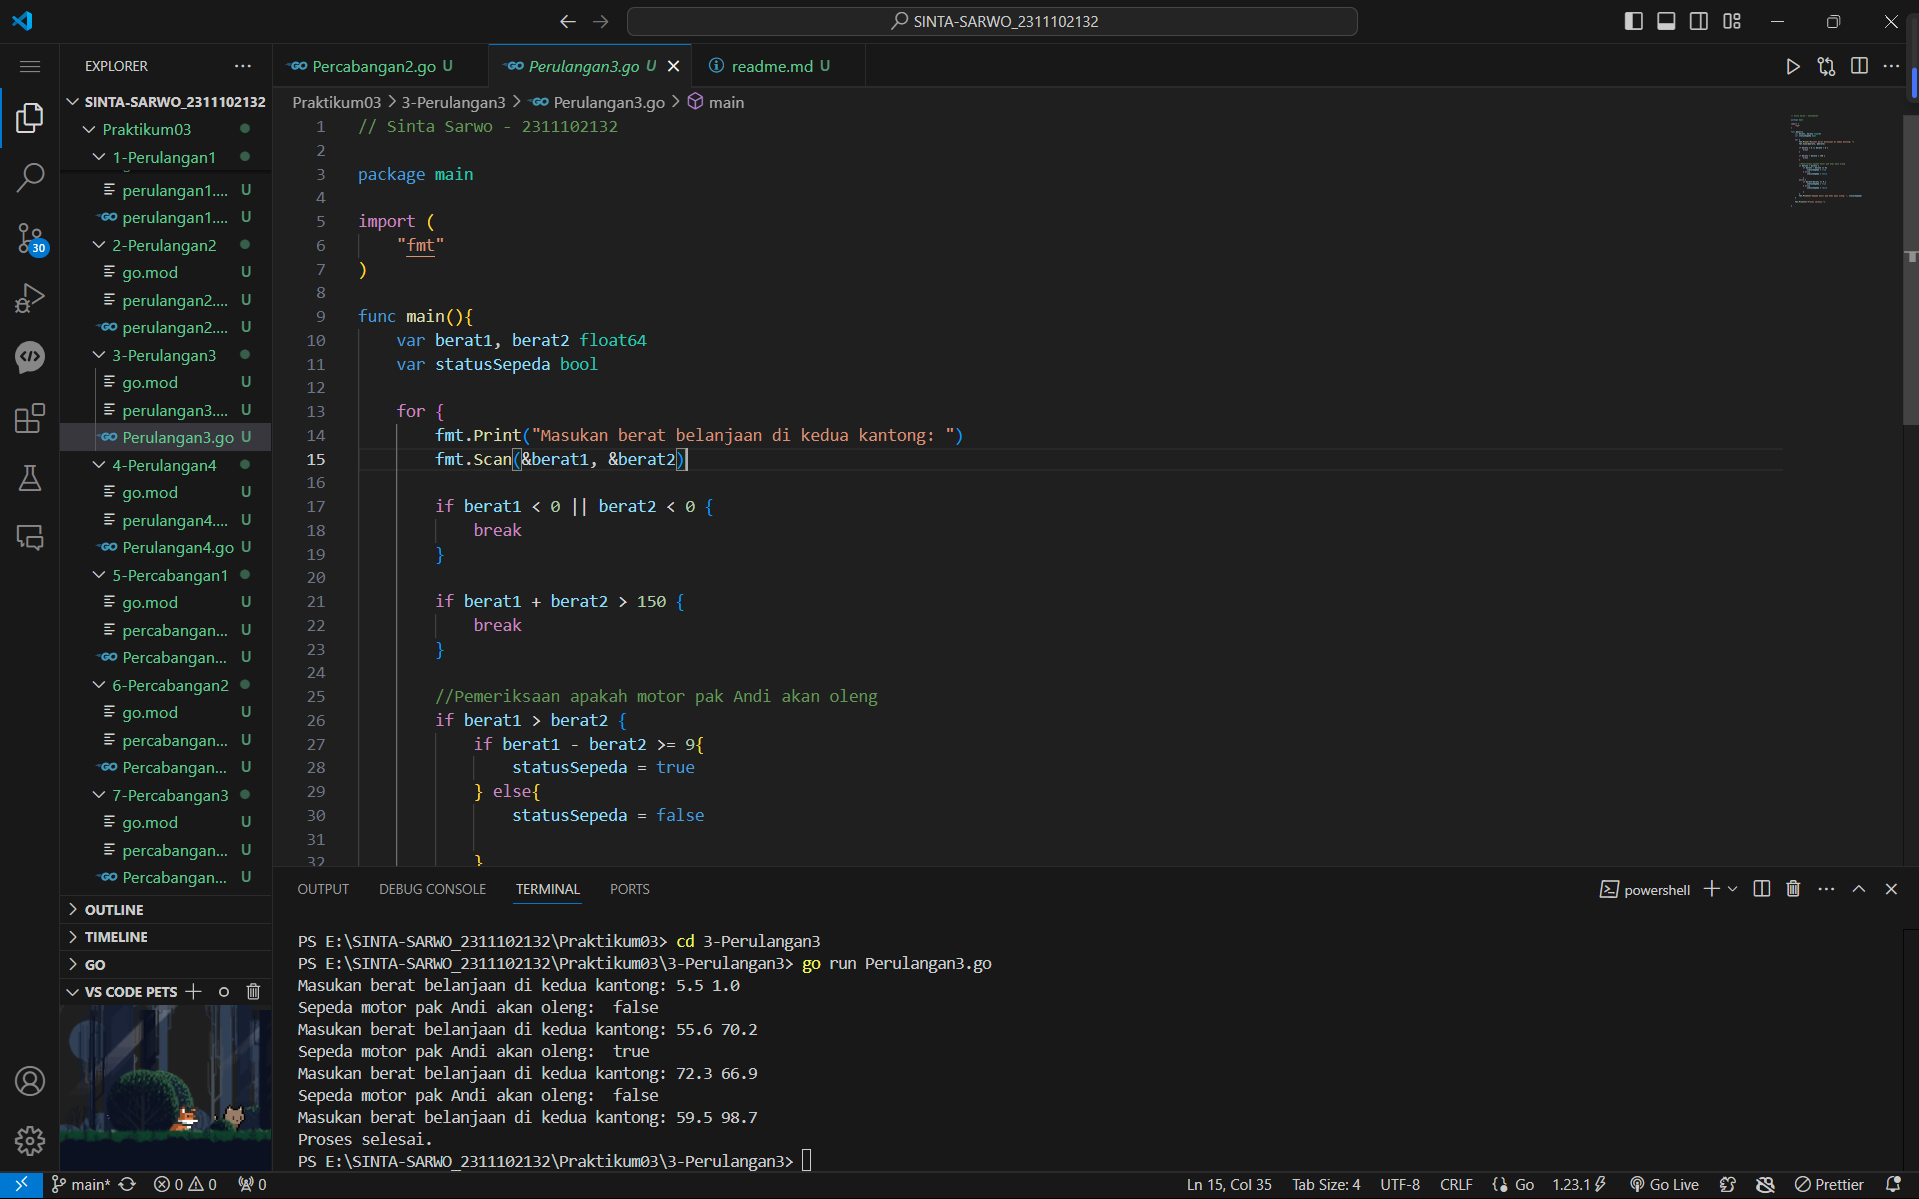 SINTA-SARWO_2311102132
EXPLORER
Percabangan2.go U
Perulangan3.go U
readme.md U
SINTA-SARWO_2311102132
Praktikum03
1-Perulangan1
perulangan1.... U
perulangan1.... U
2-Perulangan2
go.mod U
perulangan2.... U
perulangan2.... U
3-Perulangan3
go.mod U
perulangan3.... U
Perulangan3.go U
4-Perulangan4
go.mod U
perulangan4.... U
Perulangan4.go U
5-Percabangan1
go.mod U
percabangan... U
Percabangan... U
6-Percabangan2
go.mod U
percabangan... U
Percabangan... U
7-Percabangan3
go.mod U
percabangan... U
Percabangan... U
OUTLINE
TIMELINE
GO
VS CODE PETS
30
Praktikum03 > 3-Perulangan3 > Perulangan3.go > main
1 // Sinta Sarwo - 2311102132
2
3 package main
4
5 import (
6 "fmt"
7 )
8
9 func main(){
10 var berat1, berat2 float64
11 var statusSepeda bool
12
13 for {
14 fmt.Print("Masukan berat belanjaan di kedua kantong: ")
15 fmt.Scan(&berat1, &berat2)
16
17 if berat1 < 0 || berat2 < 0 {
18 break
19 }
20
21 if berat1 + berat2 > 150 {
22 break
23 }
24
25 //Pemeriksaan apakah motor pak Andi akan oleng
26 if berat1 > berat2 {
27 if berat1 - berat2 >= 9{
28 statusSepeda = true
29 } else{
30 statusSepeda = false
31
32 }
OUTPUT DEBUG CONSOLE TERMINAL PORTS
powershell
PS E:\SINTA-SARWO_2311102132\Praktikum03> cd 3-Perulangan3
PS E:\SINTA-SARWO_2311102132\Praktikum03\3-Perulangan3> go run Perulangan3.go
Masukan berat belanjaan di kedua kantong: 5.5 1.0
Sepeda motor pak Andi akan oleng:  false
Masukan berat belanjaan di kedua kantong: 55.6 70.2
Sepeda motor pak Andi akan oleng:  true
Masukan berat belanjaan di kedua kantong: 72.3 66.9
Sepeda motor pak Andi akan oleng:  false
Masukan berat belanjaan di kedua kantong: 59.5 98.7
Proses selesai.
PS E:\SINTA-SARWO_2311102132\Praktikum03\3-Perulangan3>
main* 0 0 0 Ln 15, Col 35 Tab Size: 4 UTF-8 CRLF Go 1.23.1 Go Live Prettier